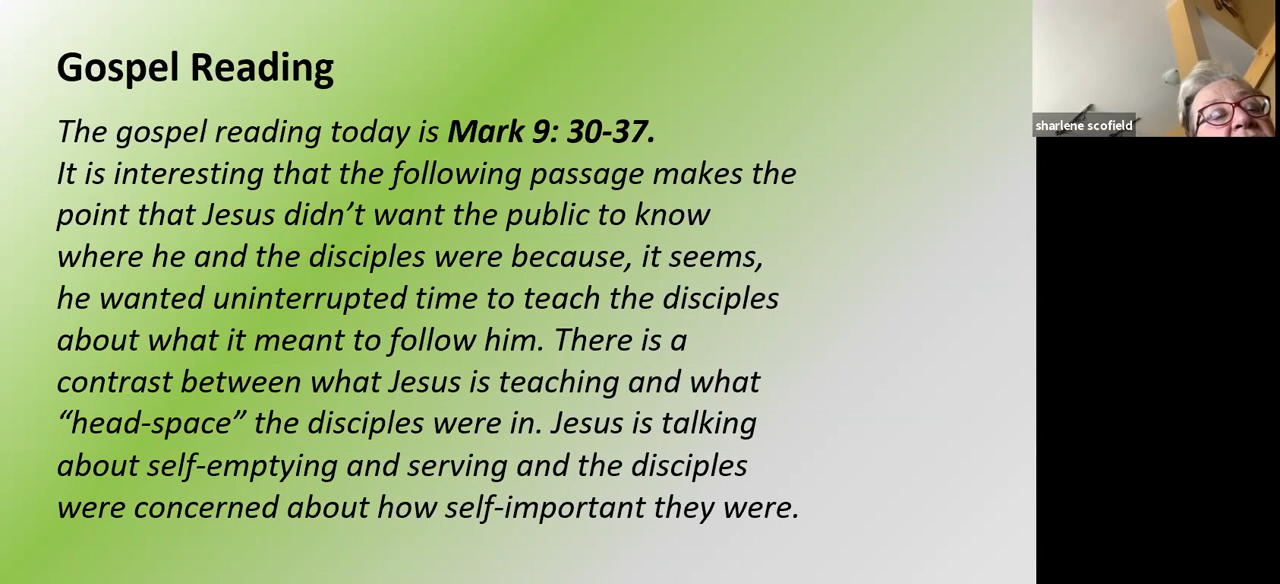 Gospel Reading
The gospel reading today is Mark 9: 30-37.
It is interesting that the following passage makes the
point that Jesus didn’t want the public to know
where he and the disciples were because, it seems,
he wanted uninterrupted time to teach the disciples
about what it meant to follow him. There is a
contrast between what Jesus is teaching and what
“head-space” the disciples were in. Jesus is talking
about self-emptying and serving and the disciples
were concerned about how self-important they were.
sharlene scofield